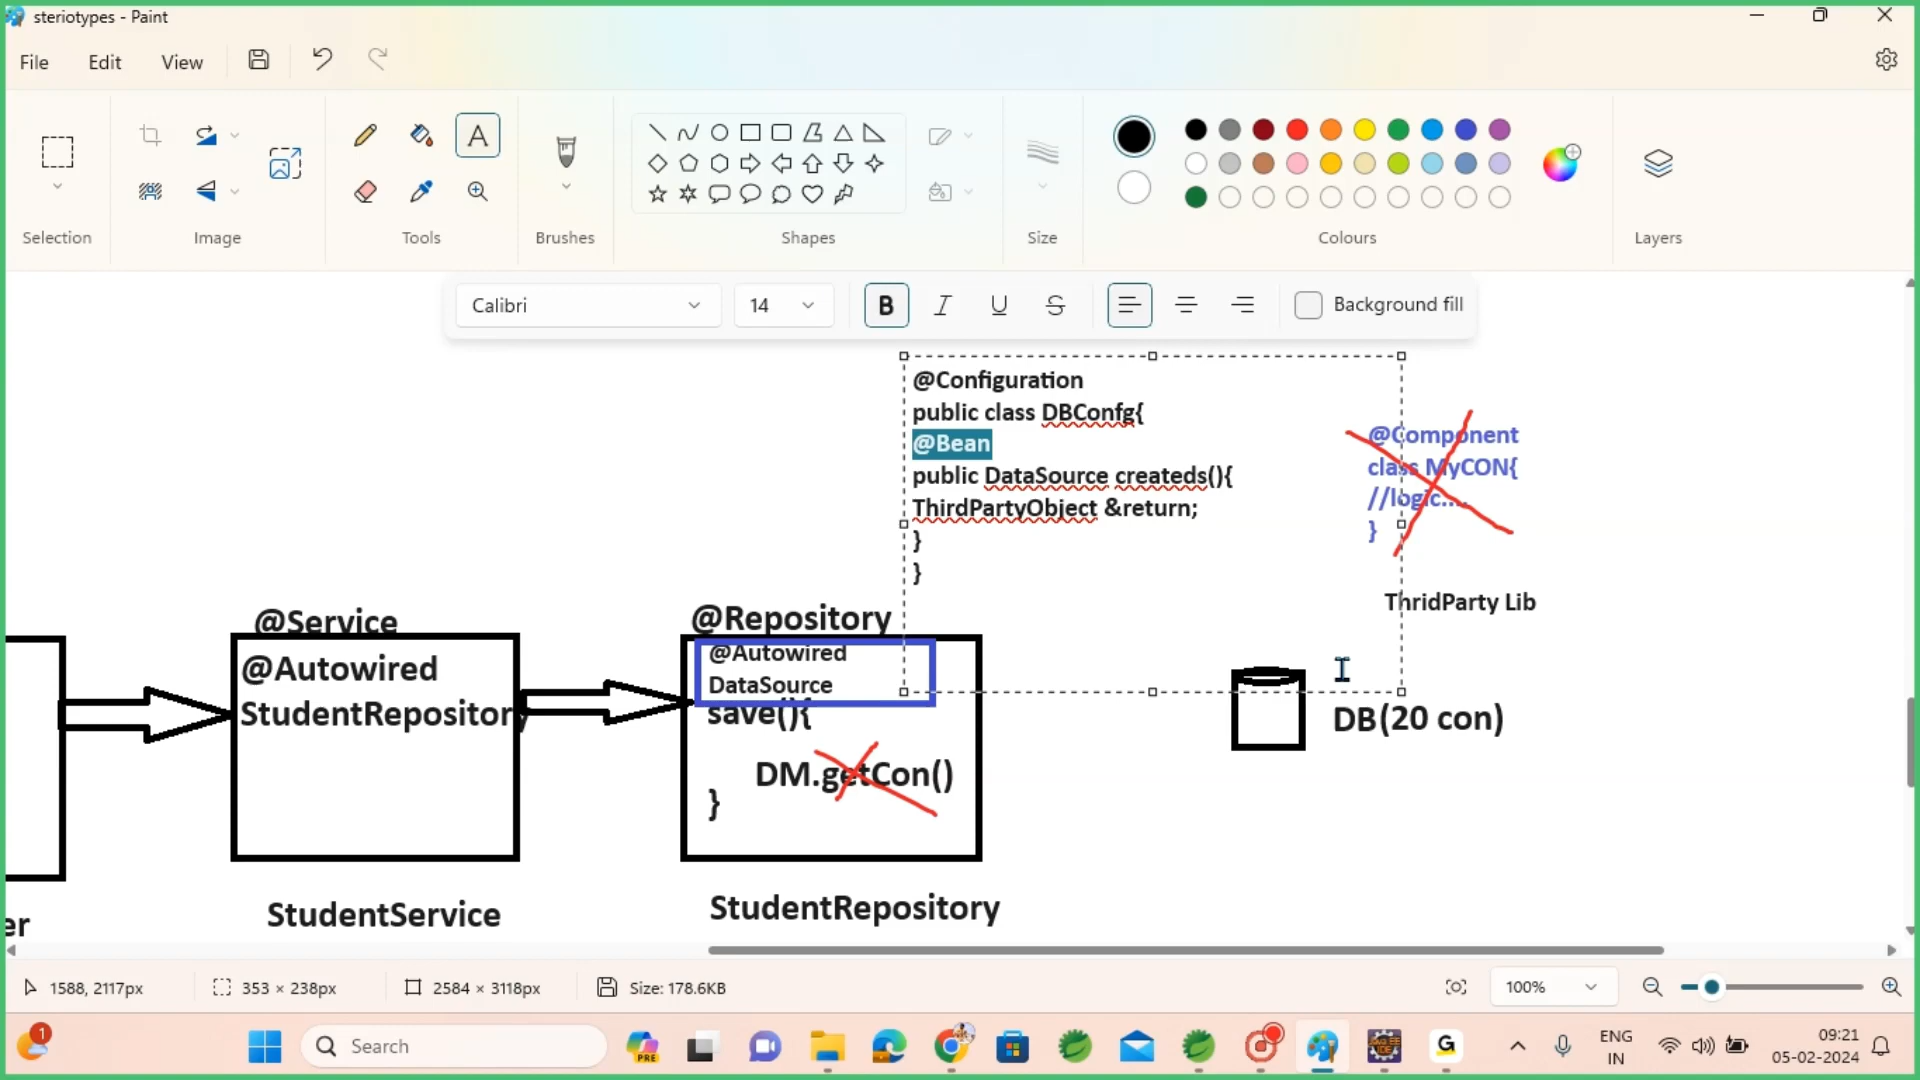 steriotypes - Paint
File Edit View
Selection Image Tools Brushes Shapes Size Colours Layers
Calibri 14 B I U S Background fill
@Configuration
public class DBConfg{
@Bean
public DataSource createds(){
ThirdPartyObject &return;
}
}
@Component
class MyCON{
//logic....
}
ThridParty Lib
@Service
@Autowired
StudentRepository
StudentService
@Repository
@Autowired
DataSource
save(){
DM.getCon()
}
StudentRepository
DB(20 con)
er
1588, 2117px 353 × 238px 2584 × 3118px Size: 178.6KB 100%
1 Search PRE G ENG 09:21
IN 05-02-2024